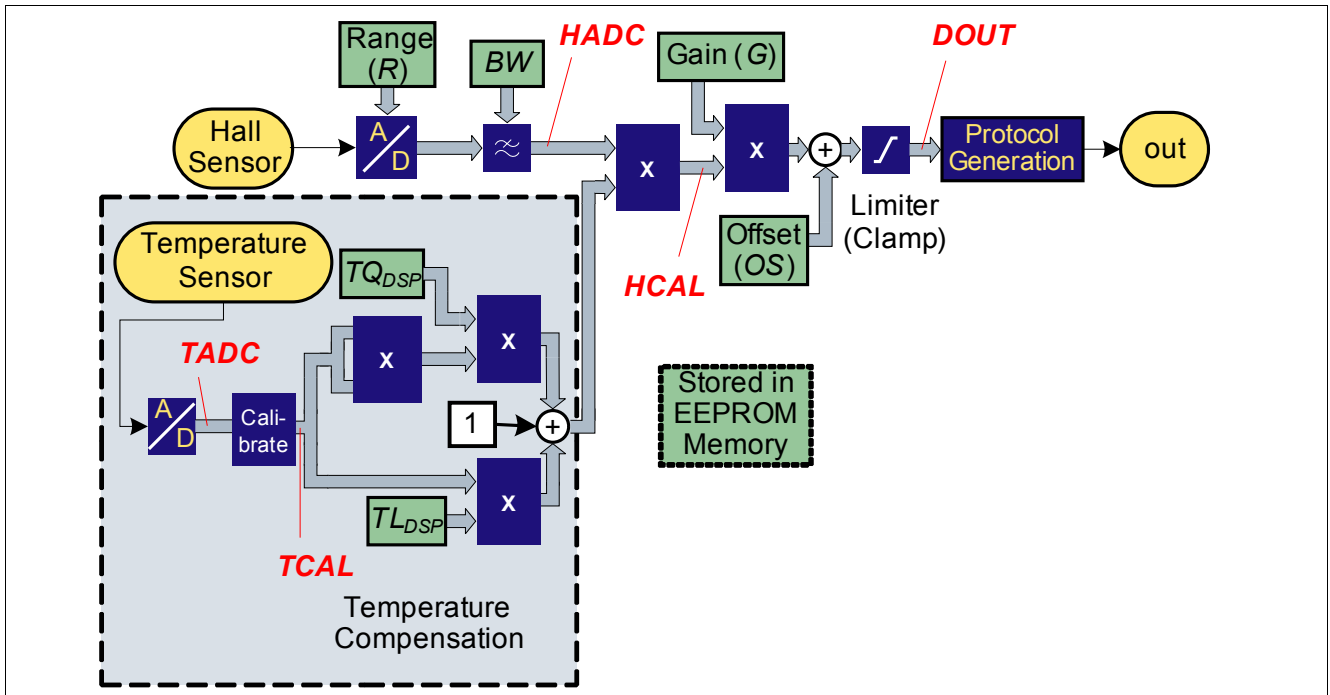 Range
(R)
BW
HADC
Gain (G)
DOUT
Hall
Sensor
A
D
≈
x
x
+
Protocol
Generation
out
Limiter
(Clamp)
Offset
(OS)
HCAL
Temperature
Sensor
TQDSP
x
x
TADC
A
D
Cali-
brate
1
+
x
TLDSP
TCAL
Temperature
Compensation
Stored in
EEPROM
Memory